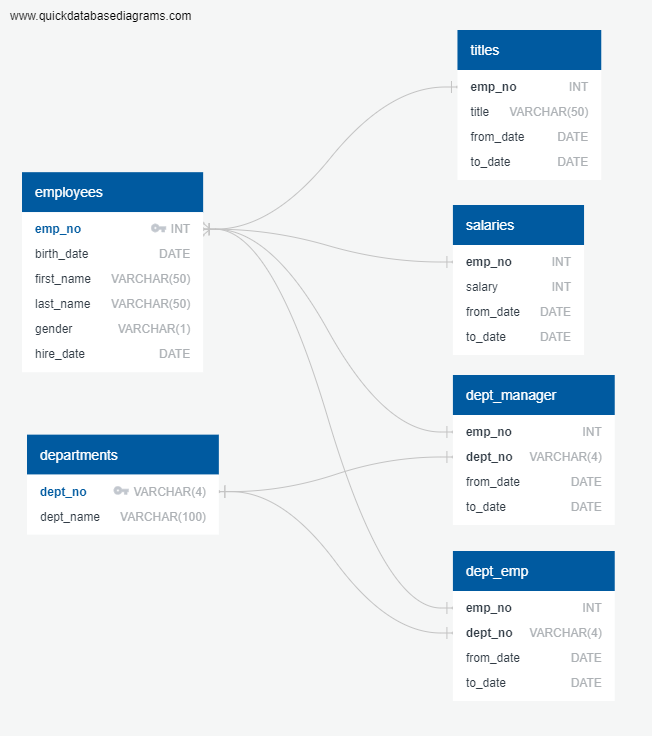 www.quickdatabasediagrams.com
titles
emp_no INT
title VARCHAR(50)
from_date DATE
to_date DATE
employees
emp_no INT
birth_date DATE
first_name VARCHAR(50)
last_name VARCHAR(50)
gender VARCHAR(1)
hire_date DATE
salaries
emp_no INT
salary INT
from_date DATE
to_date DATE
dept_manager
emp_no INT
dept_no VARCHAR(4)
from_date DATE
to_date DATE
departments
dept_no VARCHAR(4)
dept_name VARCHAR(100)
dept_emp
emp_no INT
dept_no VARCHAR(4)
from_date DATE
to_date DATE